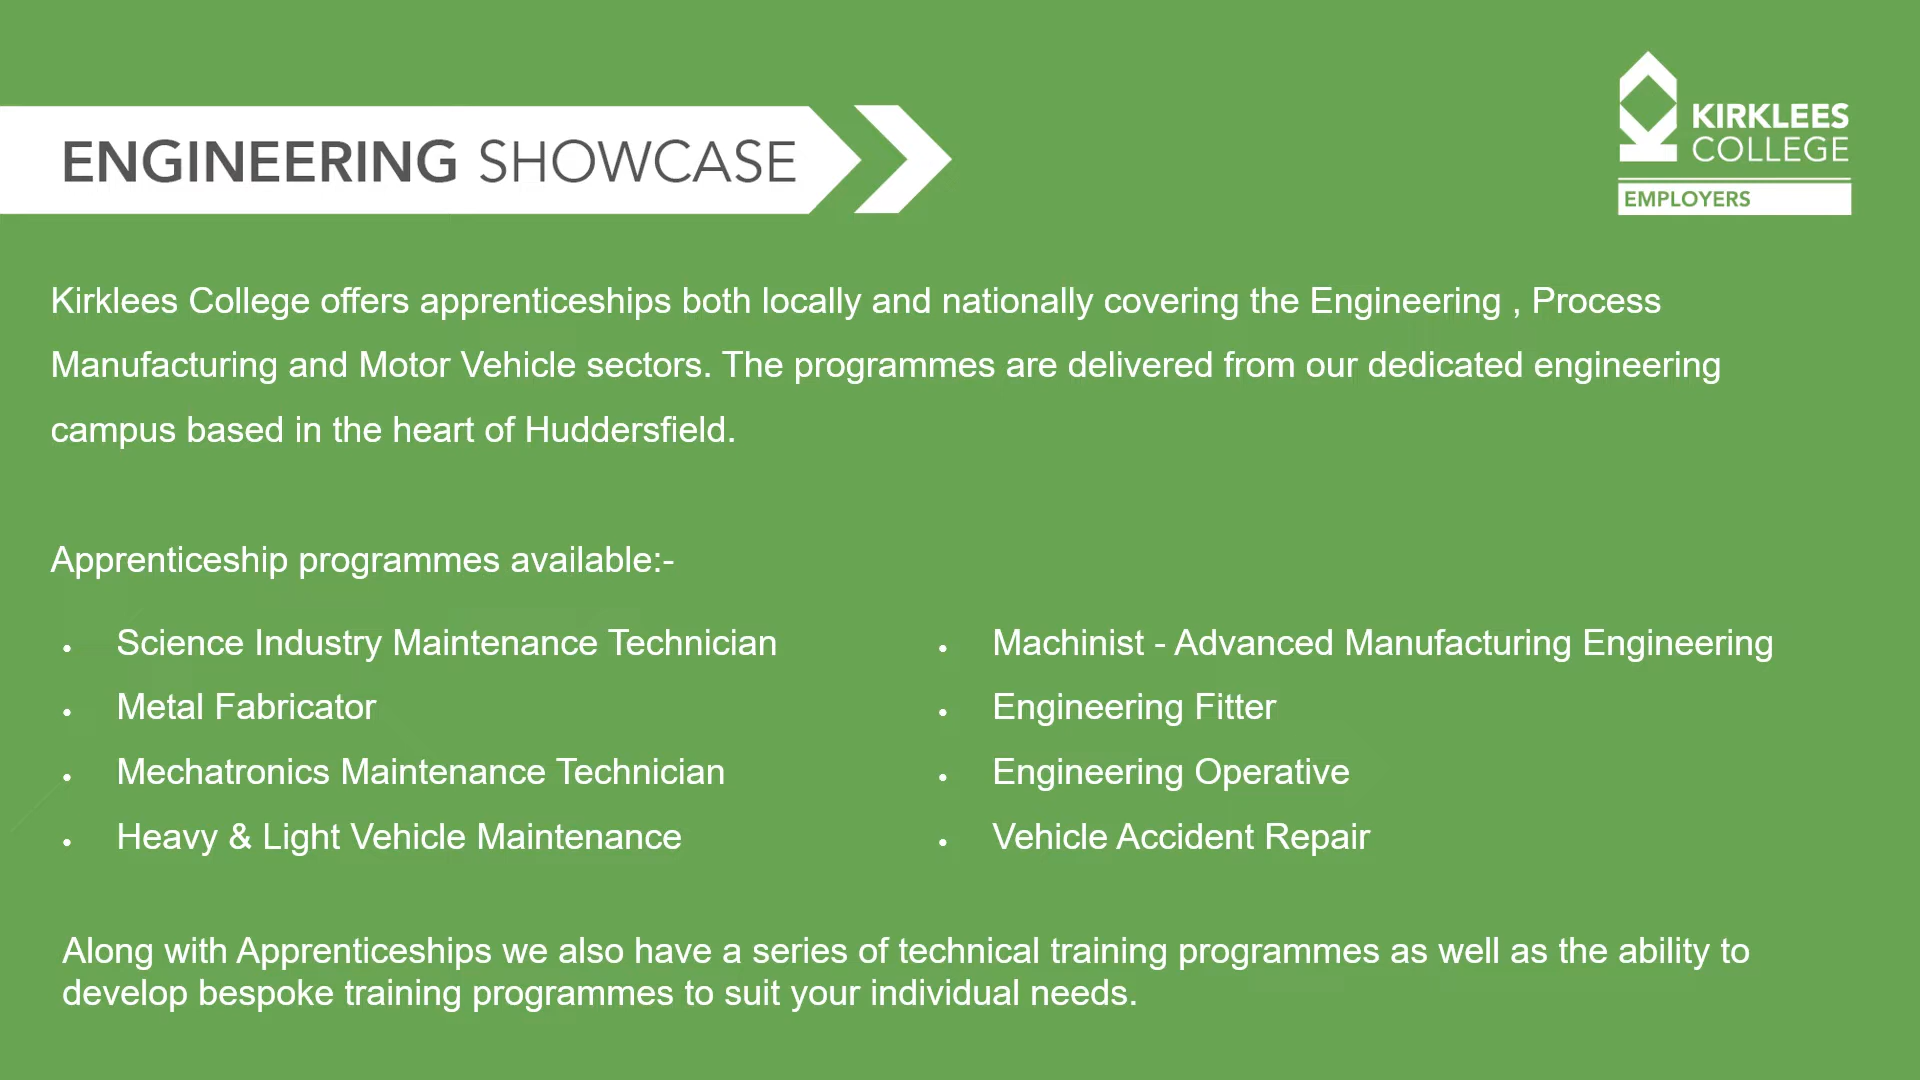 ENGINEERING SHOWCASE
KIRKLEES
COLLEGE
EMPLOYERS
Kirklees College offers apprenticeships both locally and nationally covering the Engineering , Process
Manufacturing and Motor Vehicle sectors. The programmes are delivered from our dedicated engineering
campus based in the heart of Huddersfield.
Apprenticeship programmes available:-
• Science Industry Maintenance Technician
• Metal Fabricator
• Mechatronics Maintenance Technician
• Heavy & Light Vehicle Maintenance
• Machinist - Advanced Manufacturing Engineering
• Engineering Fitter
• Engineering Operative
• Vehicle Accident Repair
Along with Apprenticeships we also have a series of technical training programmes as well as the ability to
develop bespoke training programmes to suit your individual needs.